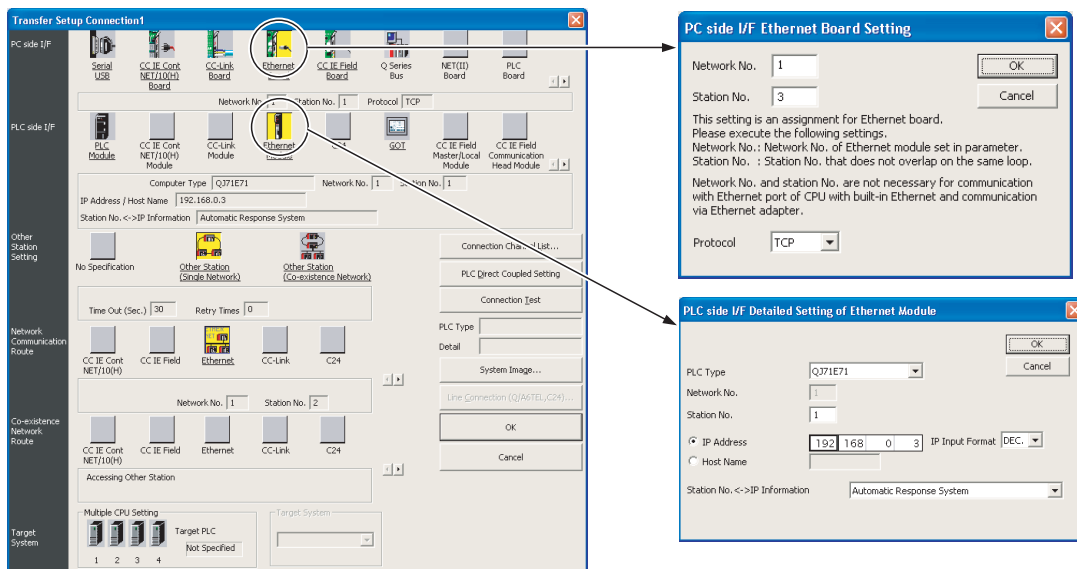 Transfer Setup Connection1
PC side I/F
Serial
USB
CC IE Cont
NET/10(H)
Board
CC-Link
Board
Ethernet
CC IE Field
Board
Q Series
Bus
NET(II)
Board
PLC
Board
Network No. 1 Station No. 1 Protocol TCP
PLC side I/F
PLC
Module
CC IE Cont
NET/10(H)
Module
CC-Link
Module
Ethernet
Module
C24
GOT
CC IE Field
Master/Local
Module
CC IE Field
Communication
Head Module
Computer Type QJ71E71 Network No. 1 Station No. 1
IP Address / Host Name 192.168.0.3
Station No.<->IP Information Automatic Response System
Other
Station
Setting
No Specification
Other Station
(Single Network)
Other Station
(Co-existence Network)
Time Out (Sec.) 30 Retry Times 0
Network
Communication
Route
CC IE Cont
NET/10(H)
CC IE Field
Ethernet
CC-Link
C24
Network No. 1 Station No. 2
Co-existence
Network
Route
CC IE Cont
NET/10(H)
CC IE Field
Ethernet
CC-Link
C24
Accessing Other Station
Target
System
Multiple CPU Setting
1 2 3 4
Target PLC
Not Specified
Target System
Connection Channel List...
PLC Direct Coupled Setting
Connection Test
PLC Type
Detail
System Image...
Line Connection (Q/A6TEL,C24)...
OK
Cancel
PC side I/F Ethernet Board Setting
Network No. 1
OK
Station No. 3
Cancel
This setting is an assignment for Ethernet board.
Please execute the following settings.
Network No.: Network No. of Ethernet module set in parameter.
Station No. : Station No. that does not overlap on the same loop.
Network No. and station No. are not necessary for communication
with Ethernet port of CPU with built-in Ethernet and communication
via Ethernet adapter.
Protocol TCP
PLC side I/F Detailed Setting of Ethernet Module
OK
Cancel
PLC Type QJ71E71
Network No. 1
Station No. 1
IP Address 192 168 0 3 IP Input Format DEC.
Host Name
Station No.<->IP Information Automatic Response System